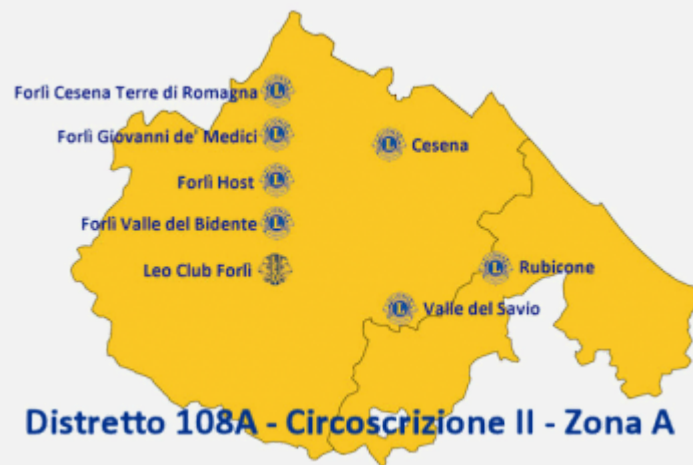 Forlì Cesena Terre di Romagna
Forlì Giovanni de' Medici
Cesena
Forlì Host
Forlì Valle del Bidente
Leo Club Forlì
Rubicone
Valle del Savio
Distretto 108A - Circoscrizione II - Zona A